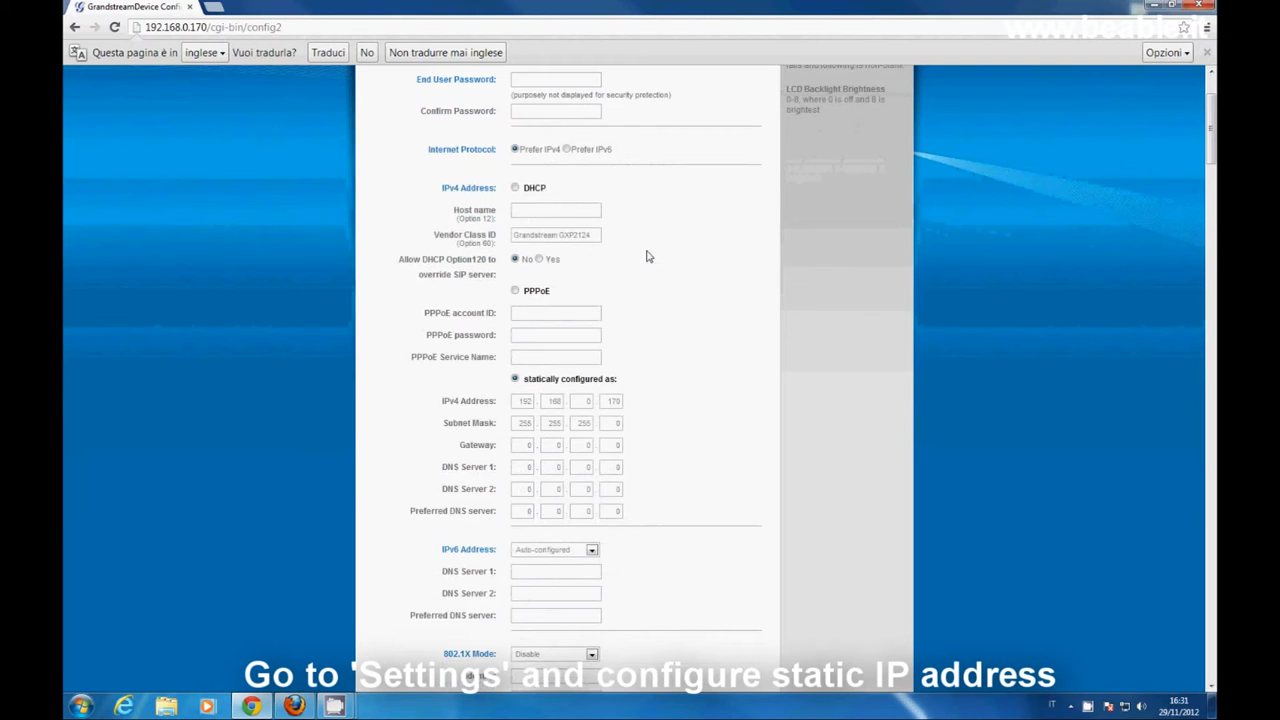 GrandstreamDevice Confi
192.168.0.170/cgi-bin/config2
www.beable.it
Questa pagina è in inglese Vuoi tradurla? Traduci No Non tradurre mai inglese Opzioni
End User Password:
(purposely not displayed for security protection)
Confirm Password:
Internet Protocol: Prefer IPv4 Prefer IPv6
IPv4 Address: DHCP
Host name
(Option 12):
Vendor Class ID Grandstream GXP2124
(Option 60):
Allow DHCP Option120 to No Yes
override SIP server:
PPPoE
PPPoE account ID:
PPPoE password:
PPPoE Service Name:
statically configured as:
IPv4 Address: 192 . 168 . 0 . 170
Subnet Mask: 255 . 255 . 255 . 0
Gateway: 0 . 0 . 0 . 0
DNS Server 1: 0 . 0 . 0 . 0
DNS Server 2: 0 . 0 . 0 . 0
Preferred DNS server: 0 . 0 . 0 . 0
IPv6 Address: Auto-configured
DNS Server 1:
DNS Server 2:
Preferred DNS server:
802.1X Mode: Disable
LCD Backlight Brightness
0-8, where 0 is off and 8 is
brightest
Go to 'Settings' and configure static IP address
IT 16:31
29/11/2012